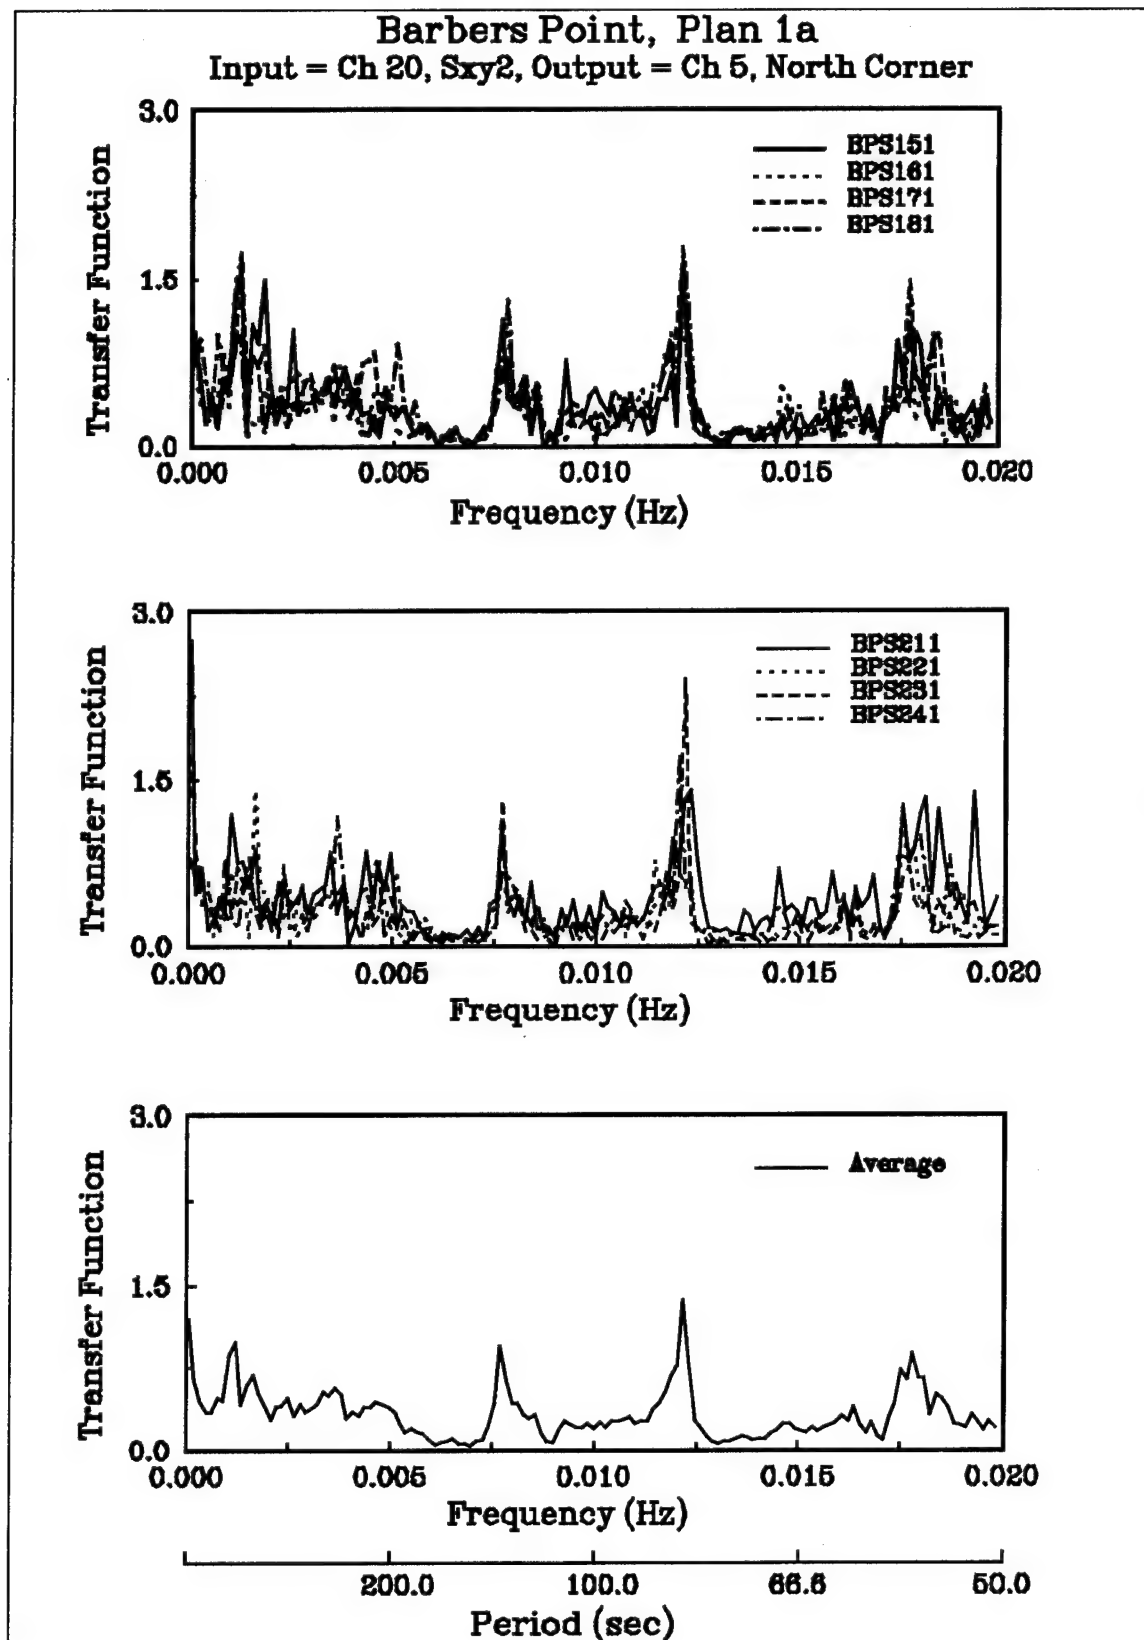 Barbers Point, Plan 1a
Input = Ch 20, Sxy2, Output = Ch 5, North Corner
3.0
1.5
0.0
Transfer Function
BPS151
BPS161
BPS171
BPS181
0.000 0.005 0.010 0.015 0.020
Frequency (Hz)
3.0
1.5
0.0
Transfer Function
BPS211
BPS221
BPS231
BPS241
0.000 0.005 0.010 0.015 0.020
Frequency (Hz)
3.0
1.5
0.0
Transfer Function
Average
0.000 0.005 0.010 0.015 0.020
Frequency (Hz)
200.0 100.0 66.6 50.0
Period (sec)